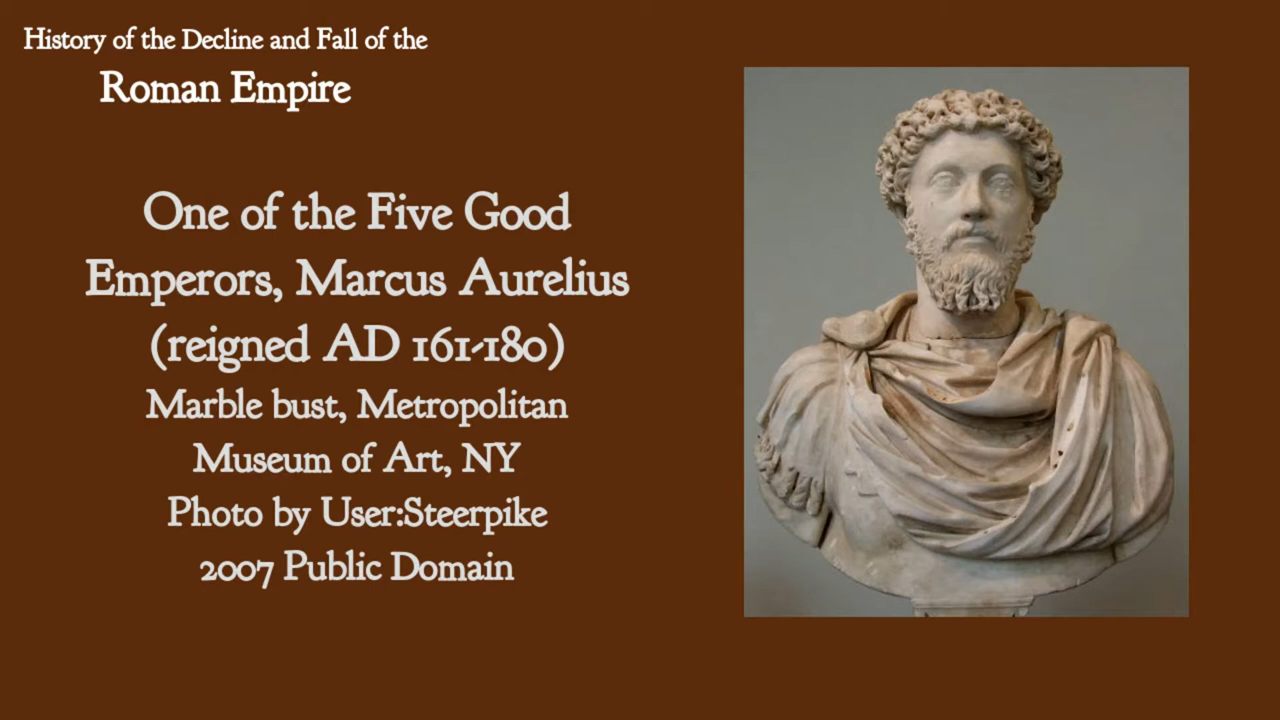 History of the Decline and Fall of the
Roman Empire
One of the Five Good
Emperors, Marcus Aurelius
(reigned AD 161-180)
Marble bust, Metropolitan
Museum of Art, NY
Photo by User:Steerpike
2007 Public Domain